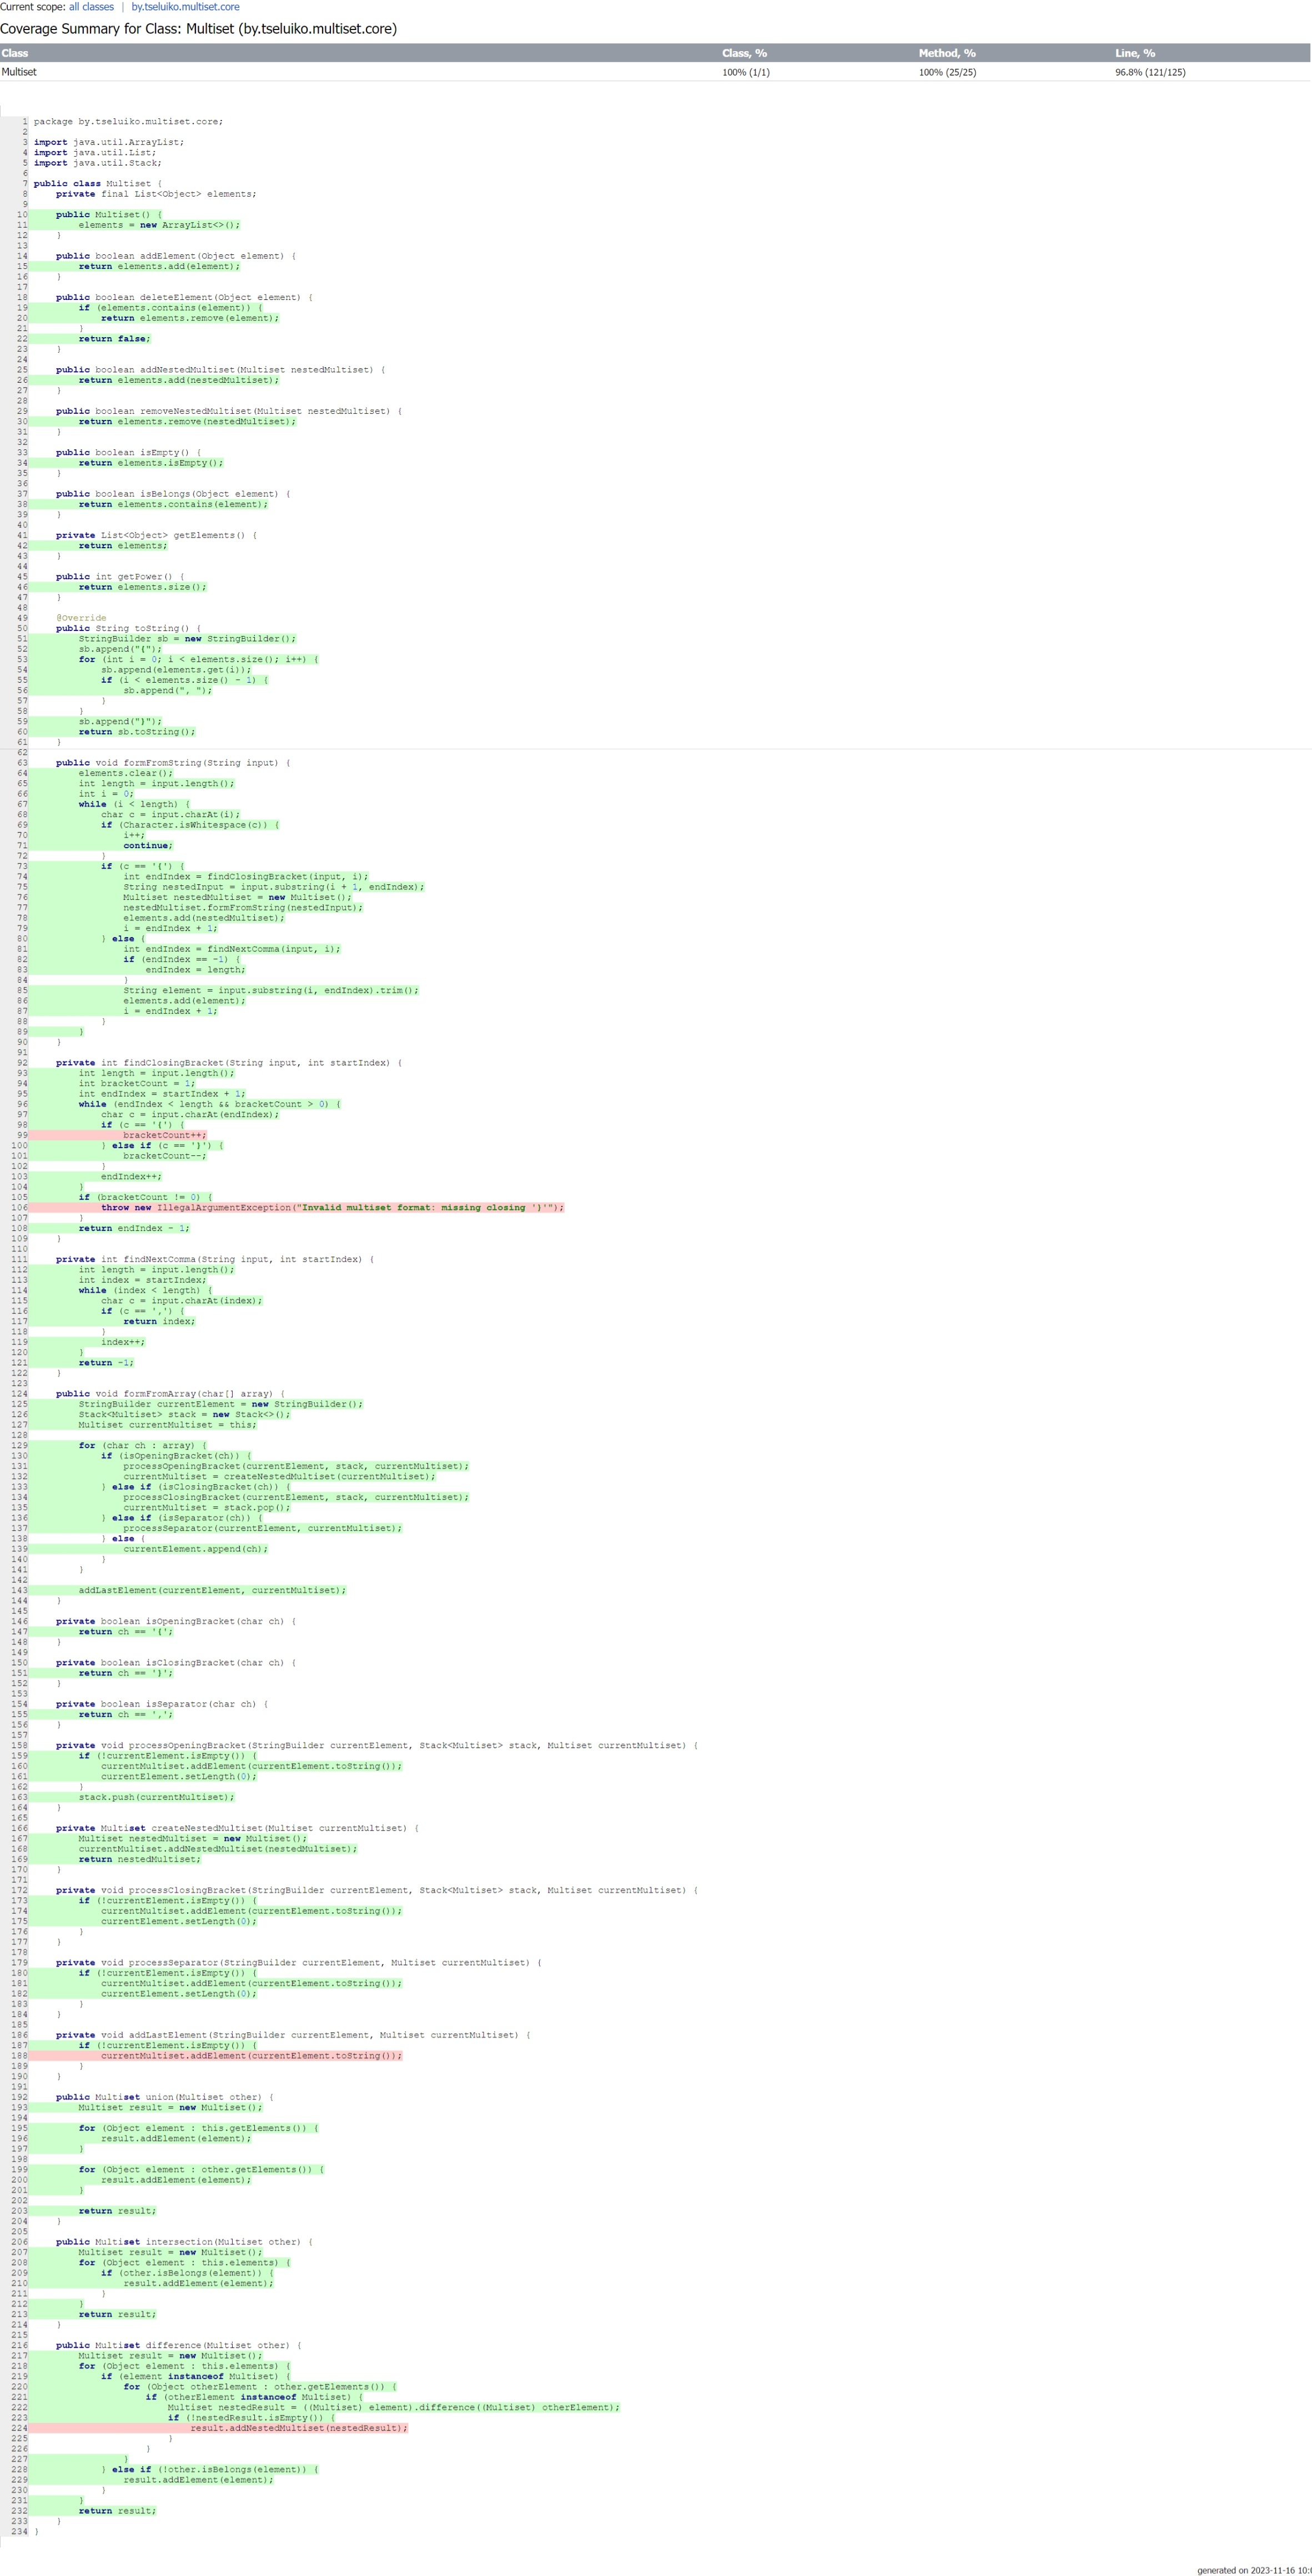 Current scope: all classes | by.tseluiko.multiset.core
Coverage Summary for Class: Multiset (by.tseluiko.multiset.core)
Class Class, % Method, % Line, %
Multiset 100% (1/1) 100% (25/25) 96.8% (121/125)
1 package by.tseluiko.multiset.core;
2
3 import java.util.ArrayList;
4 import java.util.List;
5 import java.util.Stack;
6
7 public class Multiset {
8     private final List<Object> elements;
9
10     public Multiset() {
11         elements = new ArrayList<>();
12     }
13
14     public boolean addElement(Object element) {
15         return elements.add(element);
16     }
17
18     public boolean deleteElement(Object element) {
19         if (elements.contains(element)) {
20             return elements.remove(element);
21         }
22         return false;
23     }
24
25     public boolean addNestedMultiset(Multiset nestedMultiset) {
26         return elements.add(nestedMultiset);
27     }
28
29     public boolean removeNestedMultiset(Multiset nestedMultiset) {
30         return elements.remove(nestedMultiset);
31     }
32
33     public boolean isEmpty() {
34         return elements.isEmpty();
35     }
36
37     public boolean isBelongs(Object element) {
38         return elements.contains(element);
39     }
40
41     private List<Object> getElements() {
42         return elements;
43     }
44
45     public int getPower() {
46         return elements.size();
47     }
48
49     @Override
50     public String toString() {
51         StringBuilder sb = new StringBuilder();
52         sb.append("{");
53         for (int i = 0; i < elements.size(); i++) {
54             sb.append(elements.get(i));
55             if (i < elements.size() - 1) {
56                 sb.append(", ");
57             }
58         }
59         sb.append("}");
60         return sb.toString();
61     }
62
63     public void formFromString(String input) {
64         elements.clear();
65         int length = input.length();
66         int i = 0;
67         while (i < length) {
68             char c = input.charAt(i);
69             if (Character.isWhitespace(c)) {
70                 i++;
71                 continue;
72             }
73             if (c == '{') {
74                 int endIndex = findClosingBracket(input, i);
75                 String nestedInput = input.substring(i + 1, endIndex);
76                 Multiset nestedMultiset = new Multiset();
77                 nestedMultiset.formFromString(nestedInput);
78                 elements.add(nestedMultiset);
79                 i = endIndex + 1;
80             } else {
81                 int endIndex = findNextComma(input, i);
82                 if (endIndex == -1) {
83                     endIndex = length;
84                 }
85                 String element = input.substring(i, endIndex).trim();
86                 elements.add(element);
87                 i = endIndex + 1;
88             }
89         }
90     }
91
92     private int findClosingBracket(String input, int startIndex) {
93         int length = input.length();
94         int bracketCount = 1;
95         int endIndex = startIndex + 1;
96         while (endIndex < length && bracketCount > 0) {
97             char c = input.charAt(endIndex);
98             if (c == '{') {
99                 bracketCount++;
100             } else if (c == '}') {
101                 bracketCount--;
102             }
103             endIndex++;
104         }
105         if (bracketCount != 0) {
106             throw new IllegalArgumentException("Invalid multiset format: missing closing '}'");
107         }
108         return endIndex - 1;
109     }
110
111     private int findNextComma(String input, int startIndex) {
112         int length = input.length();
113         int index = startIndex;
114         while (index < length) {
115             char c = input.charAt(index);
116             if (c == ',') {
117                 return index;
118             }
119             index++;
120         }
121         return -1;
122     }
123
124     public void formFromArray(char[] array) {
125         StringBuilder currentElement = new StringBuilder();
126         Stack<Multiset> stack = new Stack<>();
127         Multiset currentMultiset = this;
128
129         for (char ch : array) {
130             if (isOpeningBracket(ch)) {
131                 processOpeningBracket(currentElement, stack, currentMultiset);
132                 currentMultiset = createNestedMultiset(currentMultiset);
133             } else if (isClosingBracket(ch)) {
134                 processClosingBracket(currentElement, stack, currentMultiset);
135                 currentMultiset = stack.pop();
136             } else if (isSeparator(ch)) {
137                 processSeparator(currentElement, currentMultiset);
138             } else {
139                 currentElement.append(ch);
140             }
141         }
142
143         addLastElement(currentElement, currentMultiset);
144     }
145
146     private boolean isOpeningBracket(char ch) {
147         return ch == '{';
148     }
149
150     private boolean isClosingBracket(char ch) {
151         return ch == '}';
152     }
153
154     private boolean isSeparator(char ch) {
155         return ch == ',';
156     }
157
158     private void processOpeningBracket(StringBuilder currentElement, Stack<Multiset> stack, Multiset currentMultiset) {
159         if (!currentElement.isEmpty()) {
160             currentMultiset.addElement(currentElement.toString());
161             currentElement.setLength(0);
162         }
163         stack.push(currentMultiset);
164     }
165
166     private Multiset createNestedMultiset(Multiset currentMultiset) {
167         Multiset nestedMultiset = new Multiset();
168         currentMultiset.addNestedMultiset(nestedMultiset);
169         return nestedMultiset;
170     }
171
172     private void processClosingBracket(StringBuilder currentElement, Stack<Multiset> stack, Multiset currentMultiset) {
173         if (!currentElement.isEmpty()) {
174             currentMultiset.addElement(currentElement.toString());
175             currentElement.setLength(0);
176         }
177     }
178
179     private void processSeparator(StringBuilder currentElement, Multiset currentMultiset) {
180         if (!currentElement.isEmpty()) {
181             currentMultiset.addElement(currentElement.toString());
182             currentElement.setLength(0);
183         }
184     }
185
186     private void addLastElement(StringBuilder currentElement, Multiset currentMultiset) {
187         if (!currentElement.isEmpty()) {
188             currentMultiset.addElement(currentElement.toString());
189         }
190     }
191
192     public Multiset union(Multiset other) {
193         Multiset result = new Multiset();
194
195         for (Object element : this.getElements()) {
196             result.addElement(element);
197         }
198
199         for (Object element : other.getElements()) {
200             result.addElement(element);
201         }
202
203         return result;
204     }
205
206     public Multiset intersection(Multiset other) {
207         Multiset result = new Multiset();
208         for (Object element : this.elements) {
209             if (other.isBelongs(element)) {
210                 result.addElement(element);
211             }
212         }
213         return result;
214     }
215
216     public Multiset difference(Multiset other) {
217         Multiset result = new Multiset();
218         for (Object element : this.elements) {
219             if (element instanceof Multiset) {
220                 for (Object otherElement : other.getElements()) {
221                     if (otherElement instanceof Multiset) {
222                         Multiset nestedResult = ((Multiset) element).difference((Multiset) otherElement);
223                         if (!nestedResult.isEmpty()) {
224                             result.addNestedMultiset(nestedResult);
225                         }
226                     }
227                 }
228             } else if (!other.isBelongs(element)) {
229                 result.addElement(element);
230             }
231         }
232         return result;
233     }
234 }
generated on 2023-11-16 10: